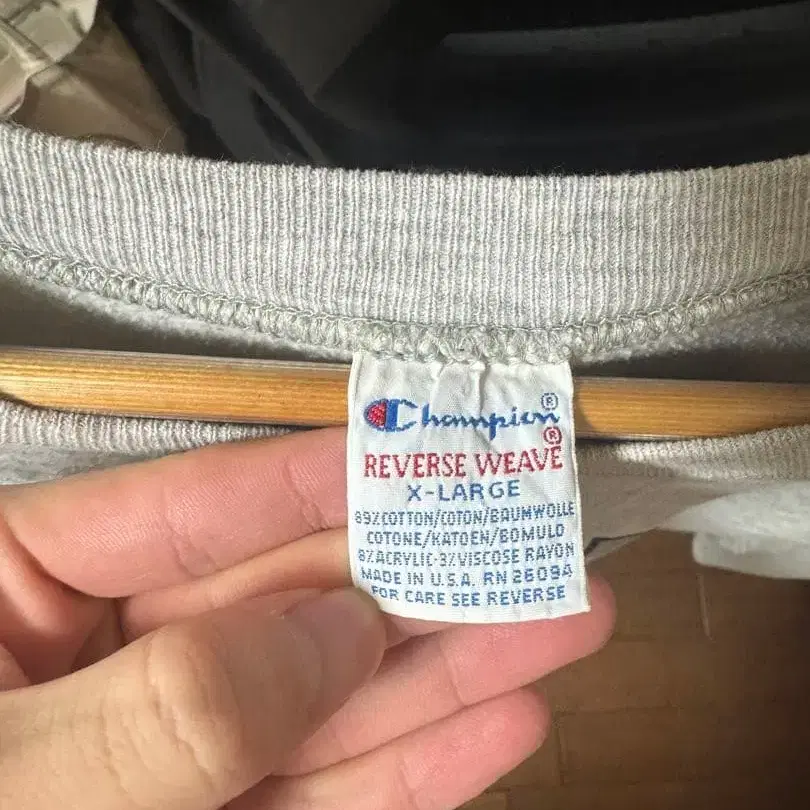 Champion®
REVERSE WEAVE®
X-LARGE
89%COTTON/COTON/BAUMWOLLE
COTONE/KATOEN/BOMULD
8%ACRYLIC-3%VISCOSE RAYON
MADE IN U.S.A. RN 26094
FOR CARE SEE REVERSE